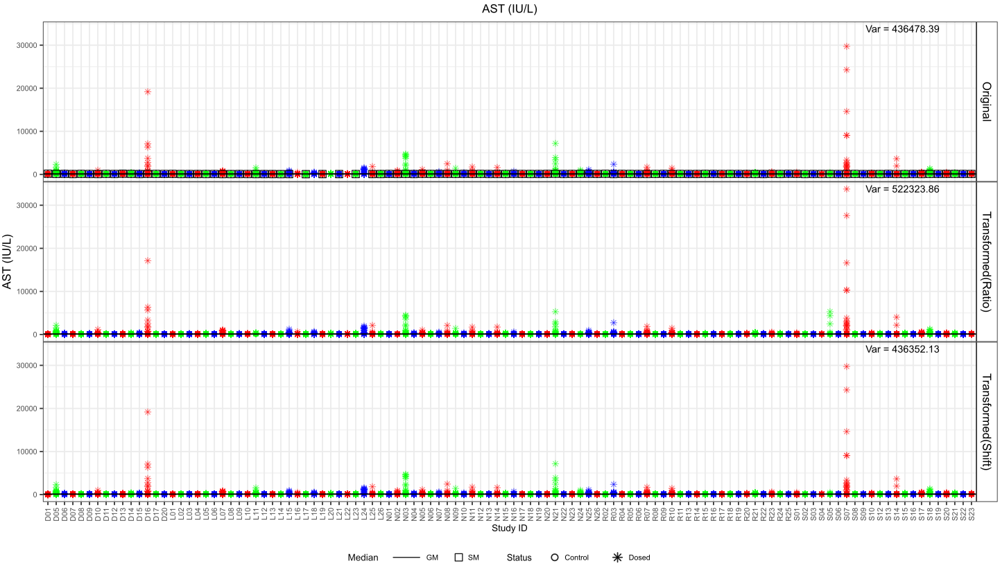 AST (IU/L)
Var = 436478.39
30000
20000
10000
0
Original
Var = 522323.86
30000
20000
10000
0
Transformed(Ratio)
Var = 436352.13
30000
20000
10000
0
Transformed(Shift)
AST (IU/L)
D01 D05 D06 D07 D08 D09 D10 D11 D12 D13 D14 D15 D16 D17 D20 L01 L02 L03 L04 L05 L06 L07 L08 L09 L10 L11 L12 L13 L14 L15 L16 L17 L18 L19 L20 L21 L22 L23 L24 L25 L26 N01 N02 N03 N04 N05 N06 N07 N08 N09 N10 N11 N12 N13 N14 N15 N16 N17 N18 N19 N20 N21 N22 N23 N24 N25 N26 R02 R03 R04 R05 R06 R07 R08 R09 R10 R11 R13 R14 R15 R16 R17 R18 R19 R20 R21 R22 R23 R24 R25 S01 S02 S03 S04 S05 S06 S07 S08 S09 S10 S12 S13 S14 S15 S16 S17 S18 S19 S20 S21 S22 S23
Study ID
Median GM SM Status Control Dosed